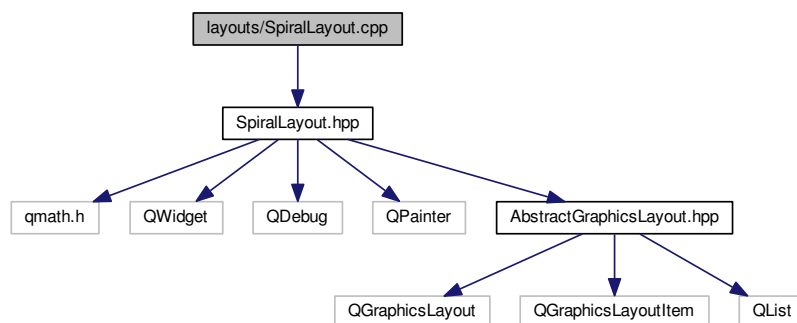 layouts/SpiralLayout.cpp
SpiralLayout.hpp
qmath.h
QWidget
QDebug
QPainter
AbstractGraphicsLayout.hpp
QGraphicsLayout
QGraphicsLayoutItem
QList